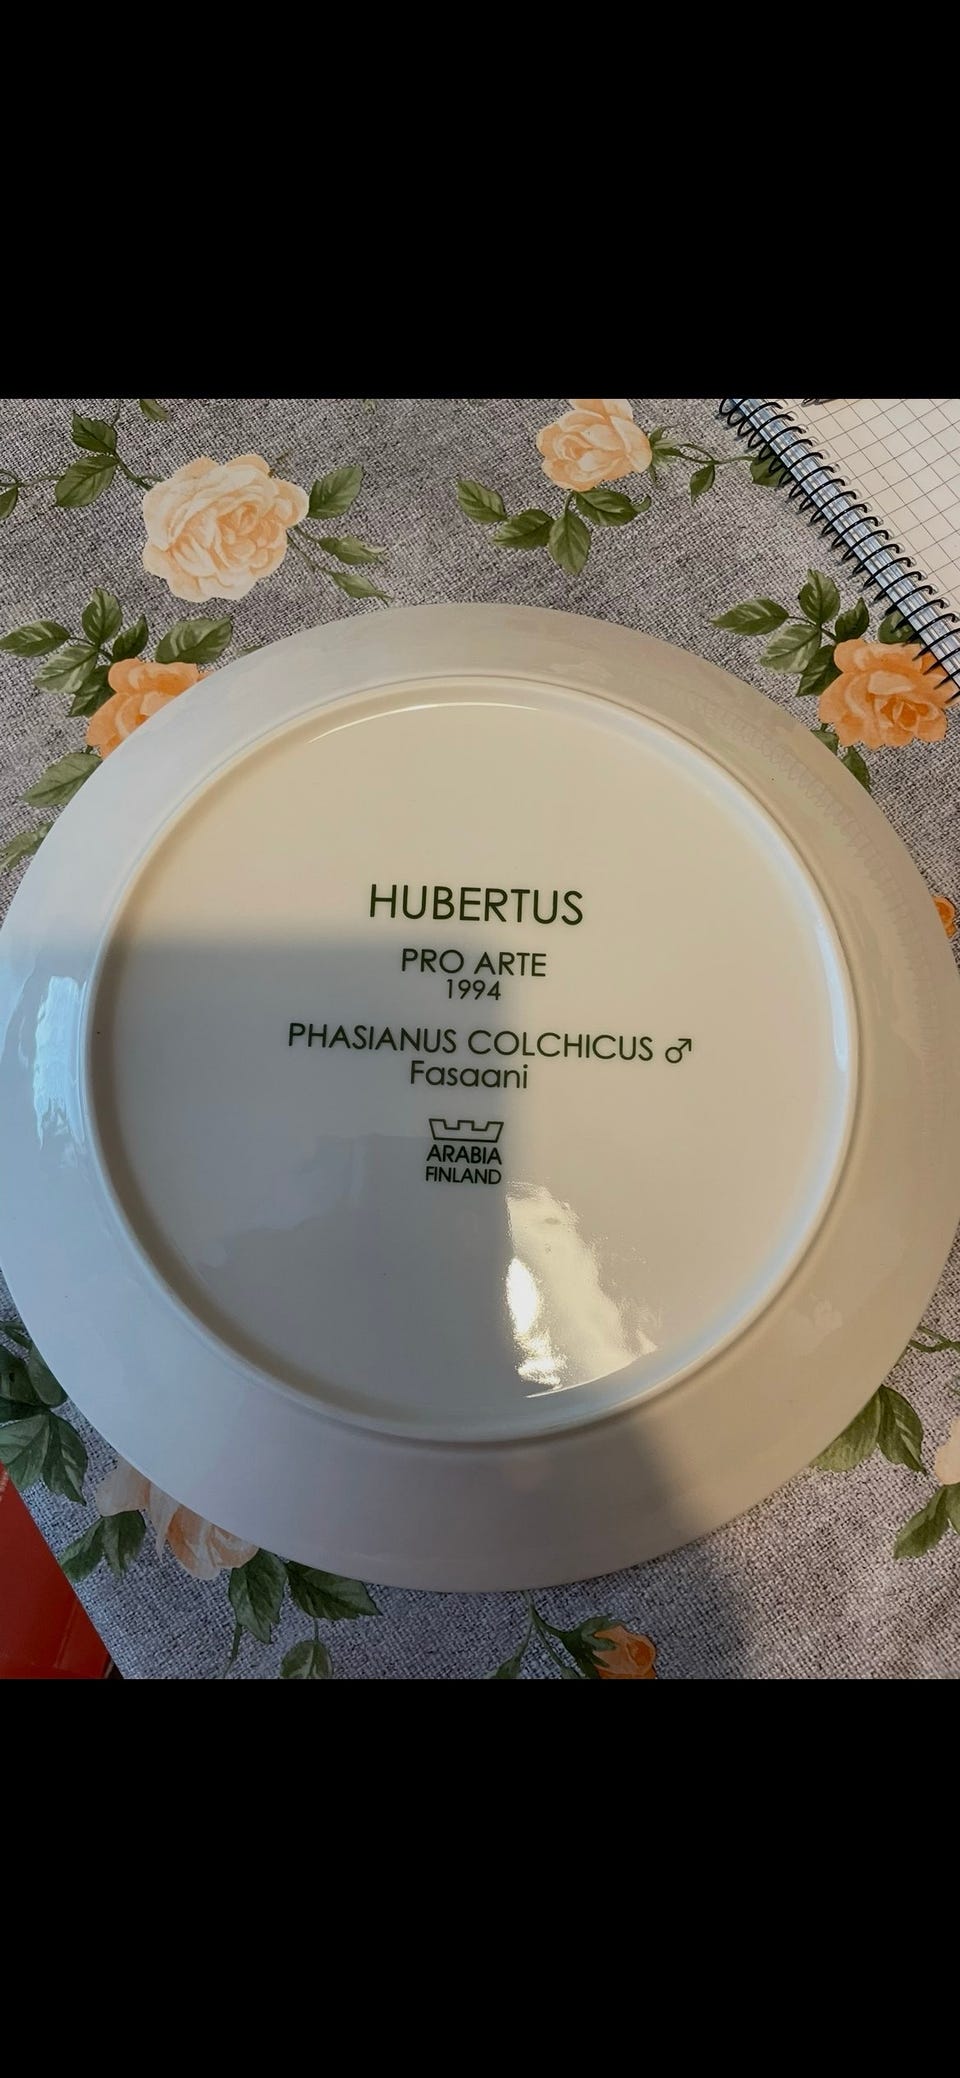 HUBERTUS
PRO ARTE
1994
PHASIANUS COLCHICUS ♂
Fasaani
ARABIA
FINLAND